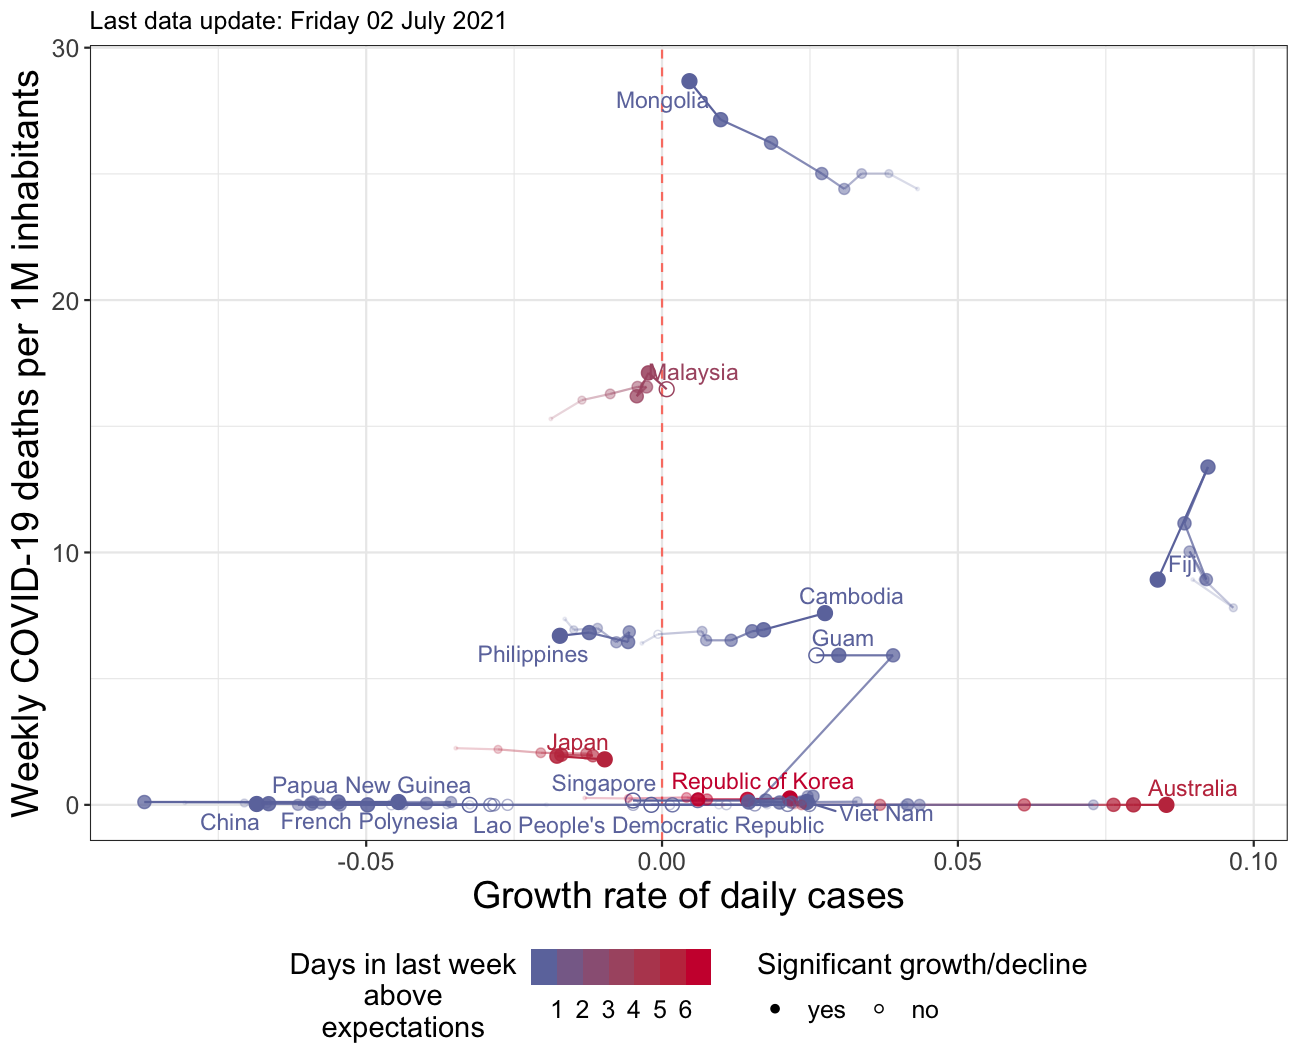 Last data update: Friday 02 July 2021
Weekly COVID-19 deaths per 1M inhabitants
30
20
10
0
Mongolia
Malaysia
Fiji
Cambodia
Guam
Philippines
Japan
Singapore
Republic of Korea
Papua New Guinea
Australia
China
French Polynesia
Lao People's Democratic Republic
Viet Nam
-0.05
0.00
0.05
0.10
Growth rate of daily cases
Days in last week
above
expectations
1 2 3 4 5 6
Significant growth/decline
yes
no